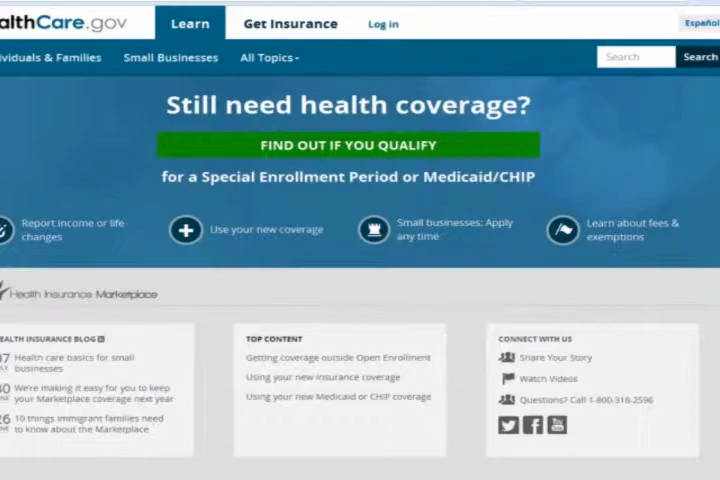 althCare.gov Learn Get Insurance Log in Español
ividuals & Families Small Businesses All Topics Search Search
Still need health coverage?
FIND OUT IF YOU QUALIFY
for a Special Enrollment Period or Medicaid/CHIP
Report income or life
changes
Use your new coverage
Small businesses: Apply
any time
Learn about fees &
exemptions
Health Insurance Marketplace
EALTH INSURANCE BLOG
07 Health care basics for small
businesses
30 We're making it easy for you to keep
your Marketplace coverage next year
26 10 things immigrant families need
to know about the Marketplace
TOP CONTENT
Getting coverage outside Open Enrollment
Using your new insurance coverage
Using your new Medicaid or CHIP coverage
CONNECT WITH US
Share Your Story
Watch Videos
Questions? Call 1-800-318-2596